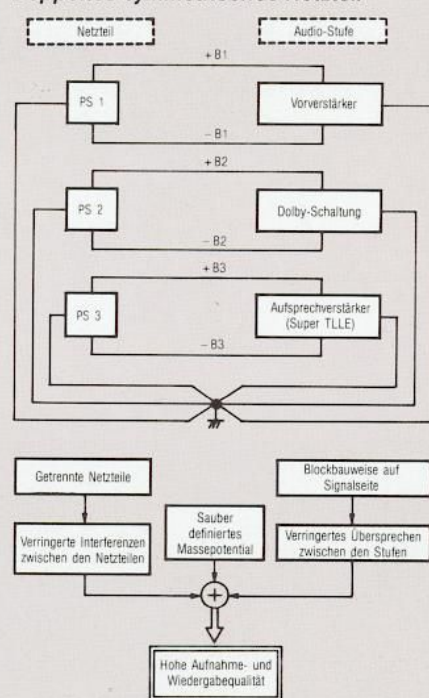 Netzteil
Audio-Stufe
+ B1
PS 1
Vorverstärker
– B1
+ B2
PS 2
Dolby-Schaltung
– B2
+ B3
PS 3
Aufsprechverstärker
(Super TLLE)
– B3
Getrennte Netzteile
Blockbauweise auf
Signalseite
Sauber
definiertes
Massepotential
Verringerte Interferenzen
zwischen den Netzteilen
Verringertes Übersprechen
zwischen den Stufen
+
Hohe Aufnahme- und
Wiedergabequalität